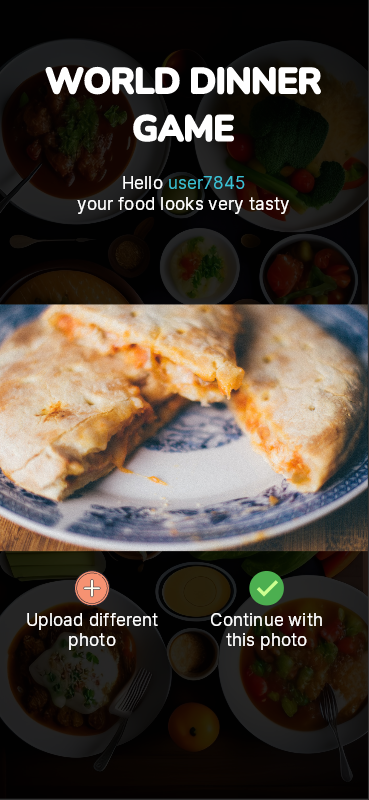 WORLD DINNER
GAME
Hello user7845
your food looks very tasty
Upload different
photo
Continue with
this photo